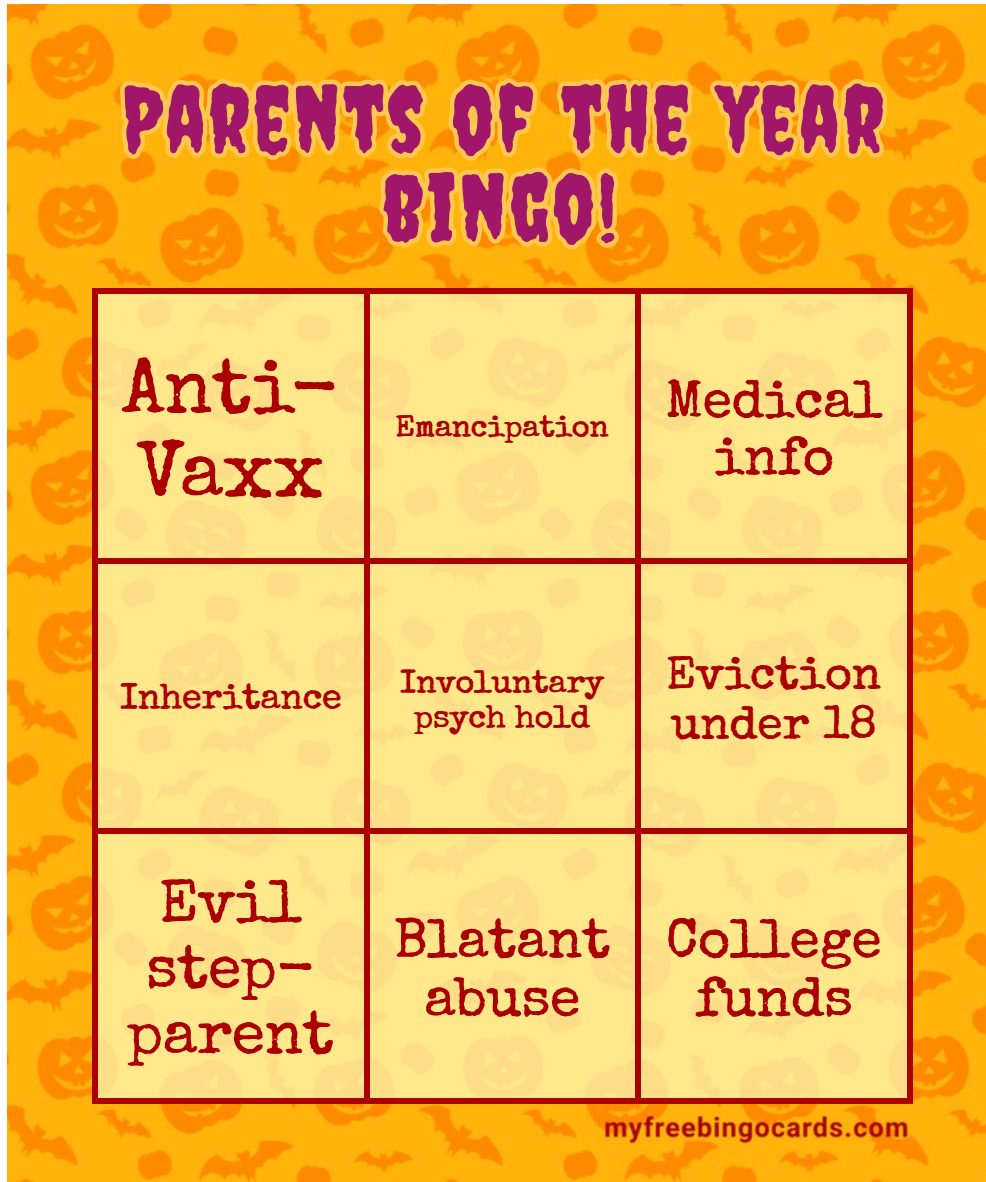 PARENTS OF THE YEAR
BINGO!
Anti-
Vaxx
Emancipation
Medical
info
Inheritance
Involuntary
psych hold
Eviction
under 18
Evil
step-
parent
Blatant
abuse
College
funds
myfreebingocards.com